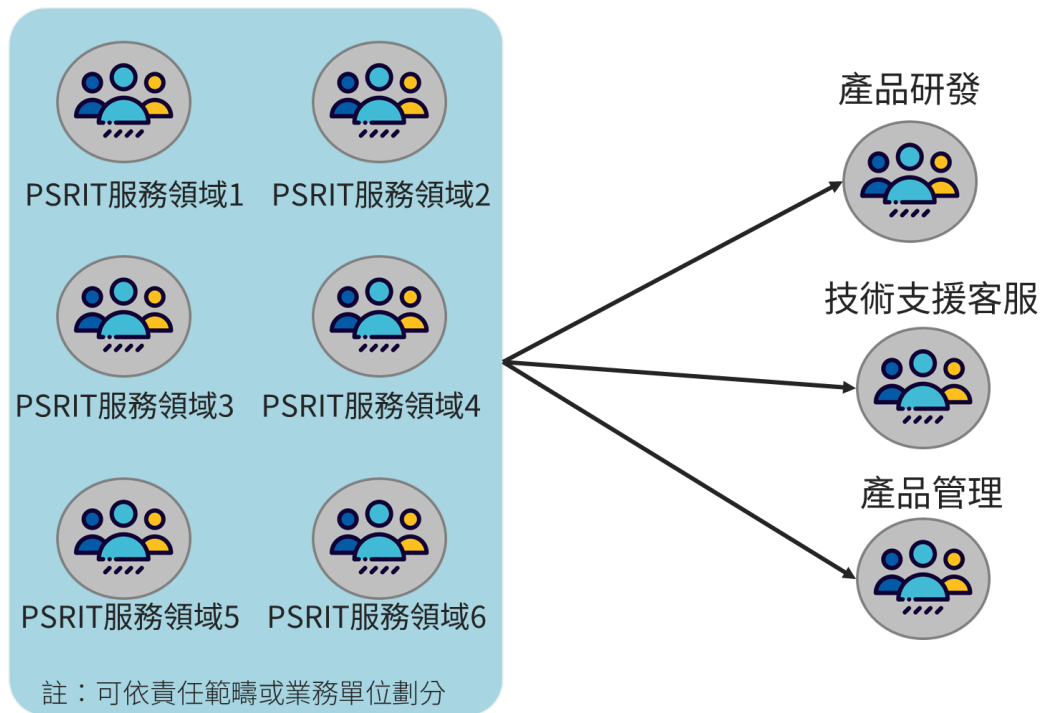 PSRIT服務領域1
PSRIT服務領域2
PSRIT服務領域3
PSRIT服務領域4
PSRIT服務領域5
PSRIT服務領域6
註：可依責任範疇或業務單位劃分
產品研發
技術支援客服
產品管理